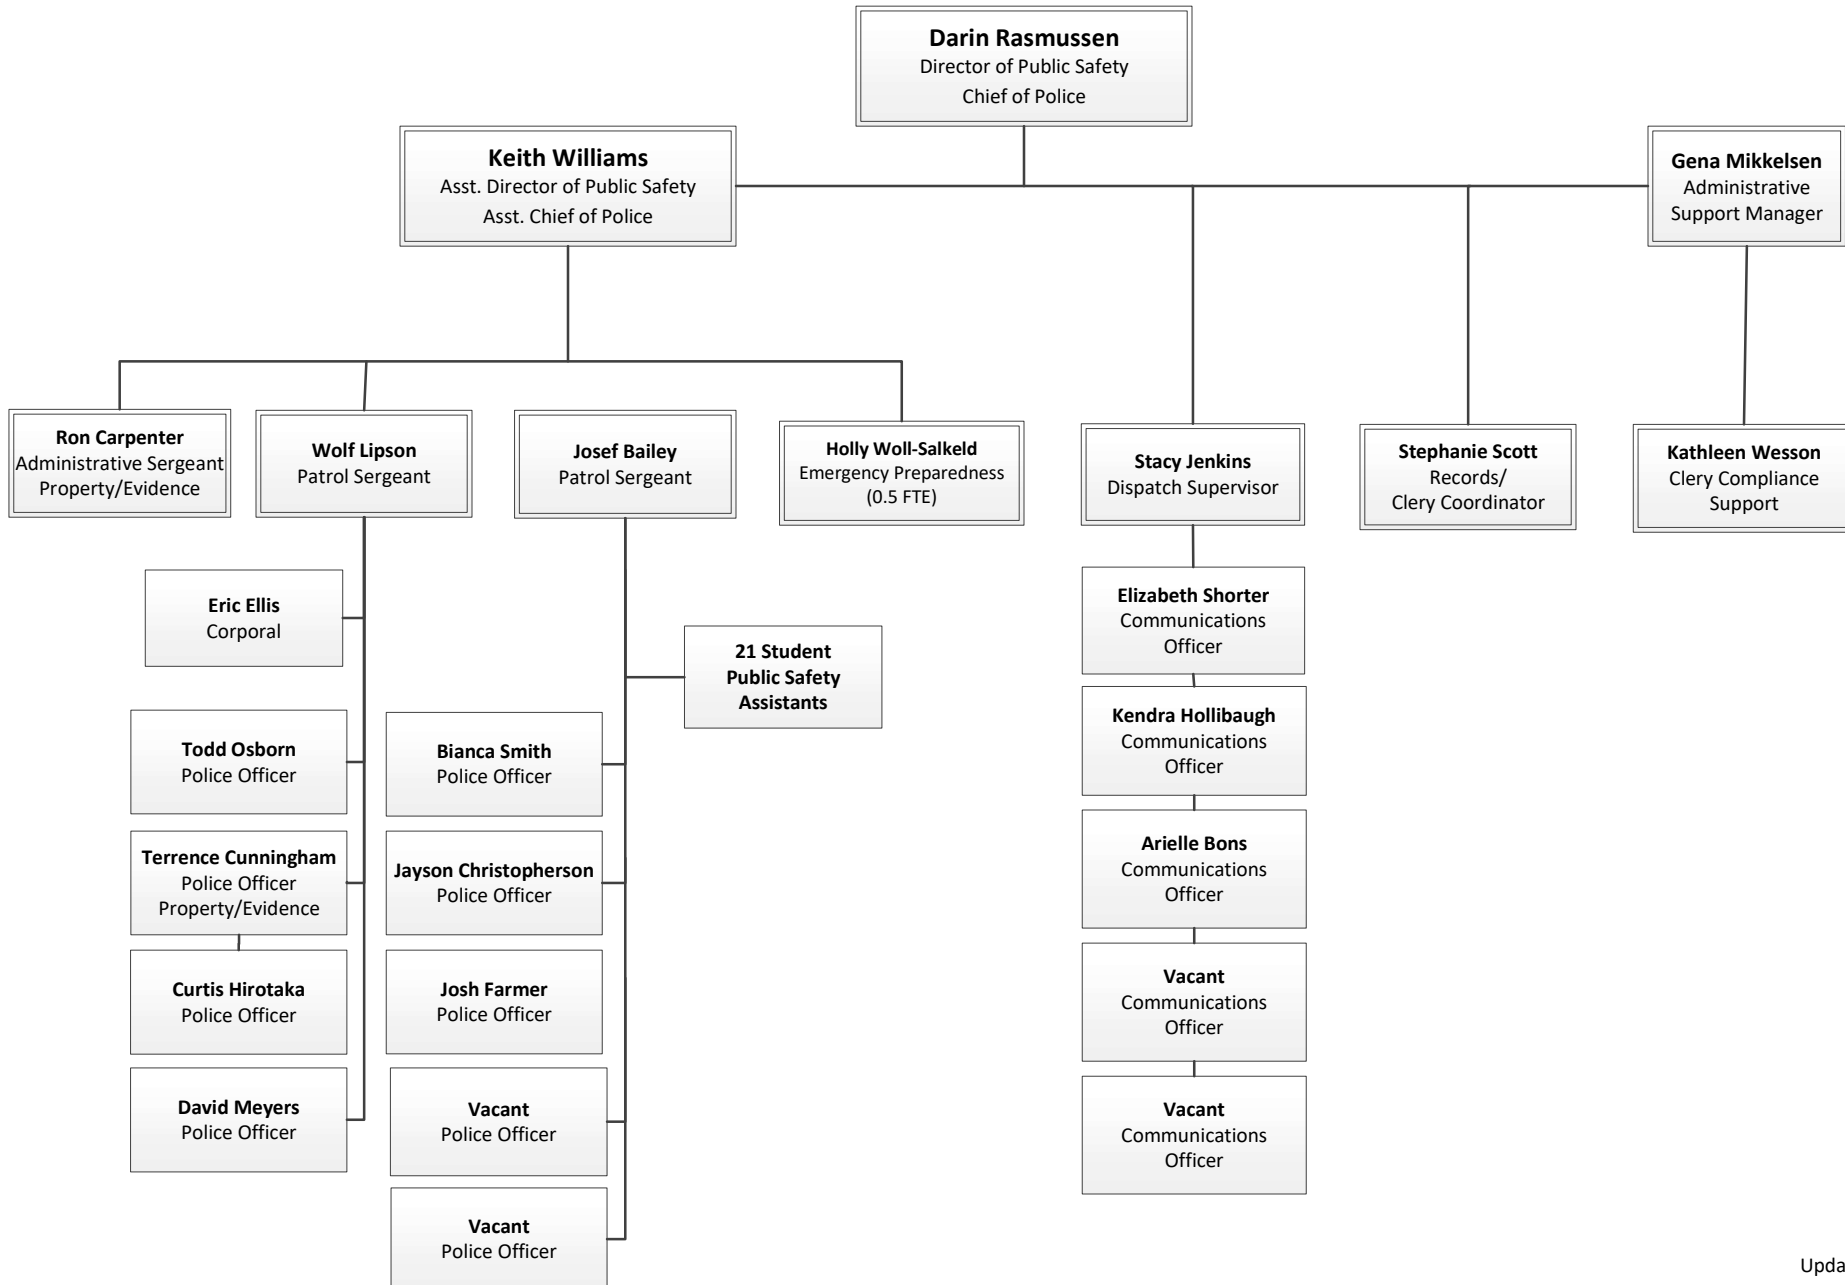 Darin Rasmussen
Director of Public Safety
Chief of Police
Keith Williams
Asst. Director of Public Safety
Asst. Chief of Police
Gena Mikkelsen
Administrative
Support Manager
Ron Carpenter
Administrative Sergeant
Property/Evidence
Wolf Lipson
Patrol Sergeant
Josef Bailey
Patrol Sergeant
Holly Woll-Salkeld
Emergency Preparedness
(0.5 FTE)
Stacy Jenkins
Dispatch Supervisor
Stephanie Scott
Records/
Clery Coordinator
Kathleen Wesson
Clery Compliance
Support
Eric Ellis
Corporal
Todd Osborn
Police Officer
Terrence Cunningham
Police Officer
Property/Evidence
Curtis Hirotaka
Police Officer
David Meyers
Police Officer
21 Student
Public Safety
Assistants
Bianca Smith
Police Officer
Jayson Christopherson
Police Officer
Josh Farmer
Police Officer
Vacant
Police Officer
Vacant
Police Officer
Elizabeth Shorter
Communications
Officer
Kendra Hollibaugh
Communications
Officer
Arielle Bons
Communications
Officer
Vacant
Communications
Officer
Vacant
Communications
Officer